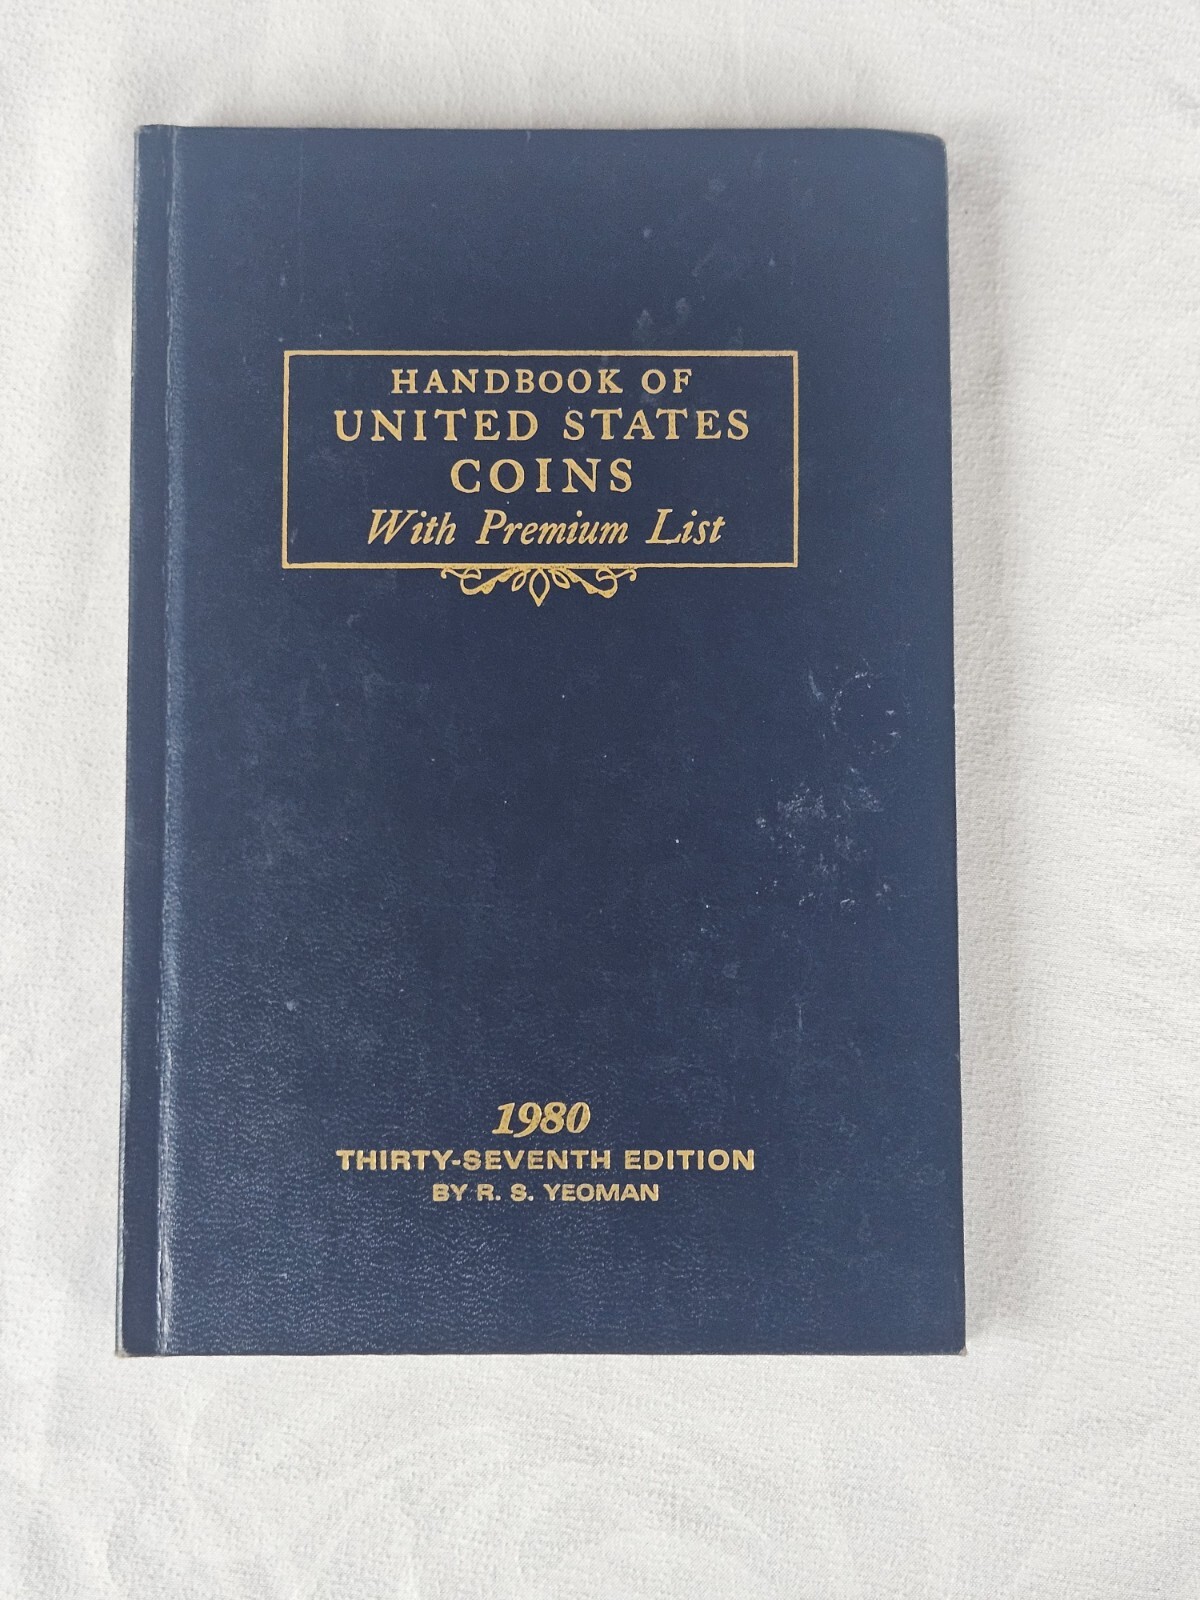 HANDBOOK OF
UNITED STATES
COINS
With Premium List
1980
THIRTY-SEVENTH EDITION
BY R. S. YEOMAN